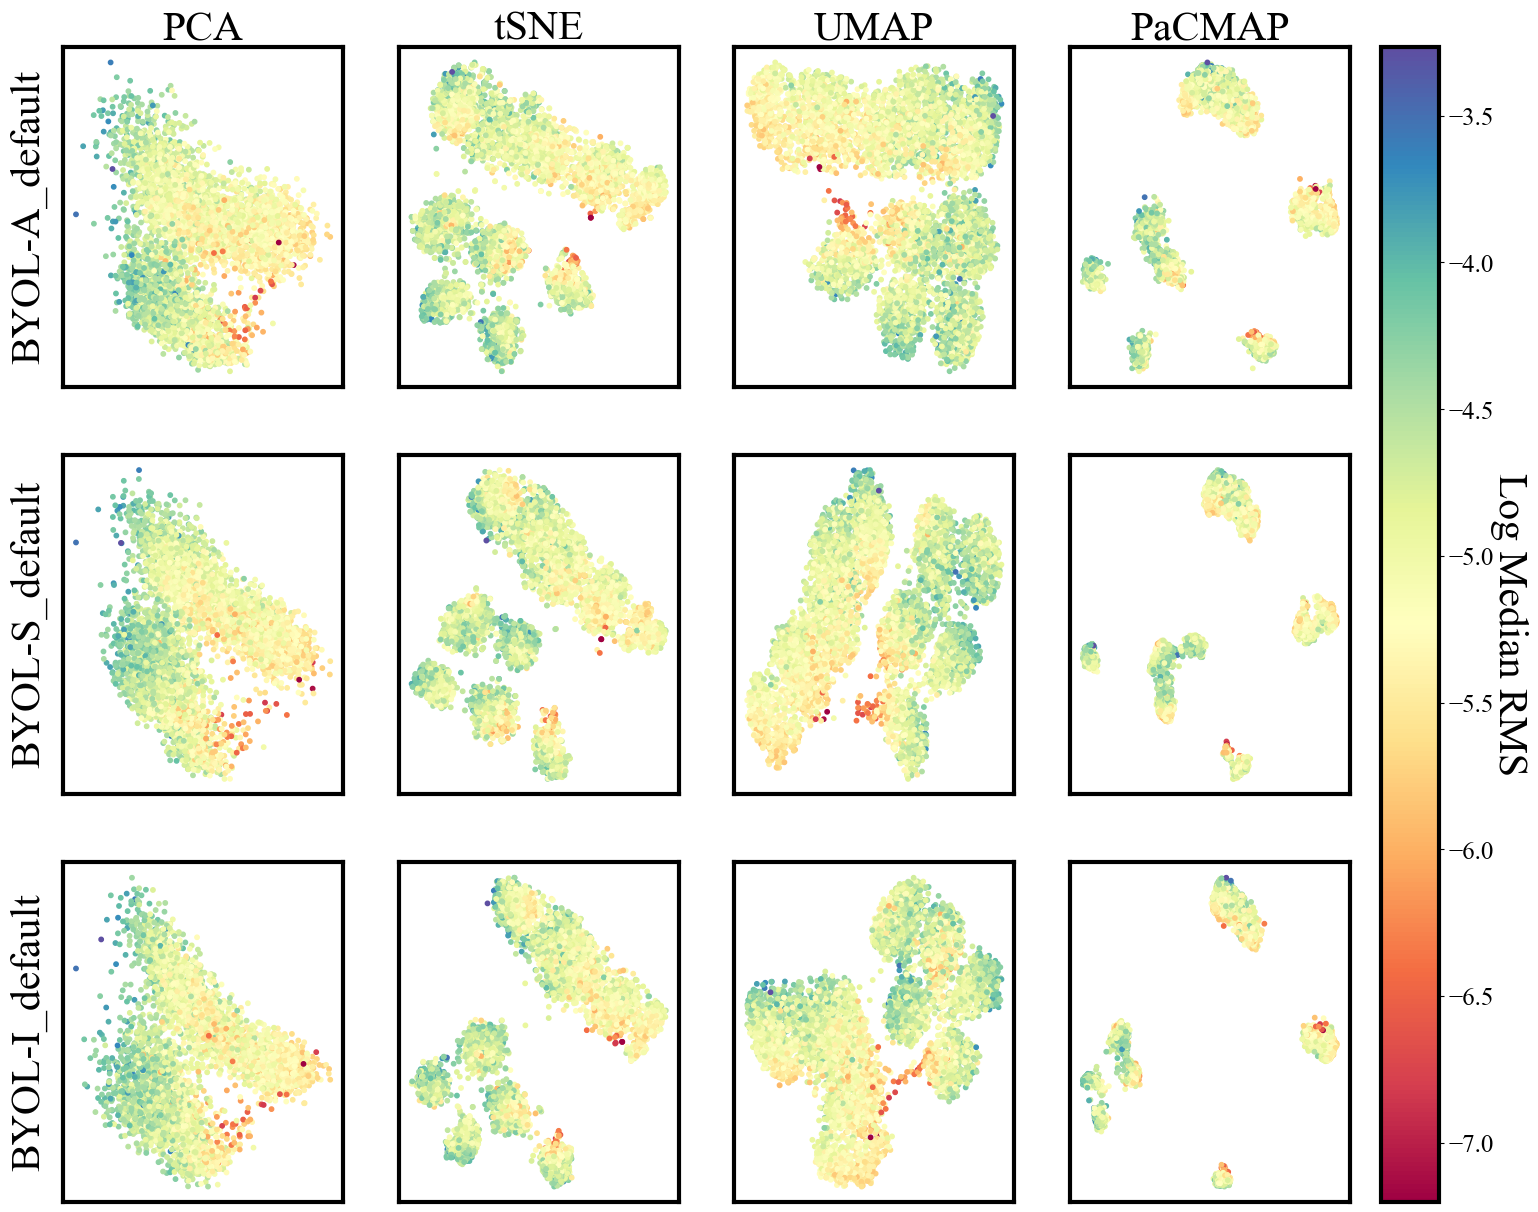 PCA
tSNE
UMAP
PaCMAP
BYOL-A_default
BYOL-S_default
BYOL-I_default
−3.5
−4.0
−4.5
−5.0
−5.5
−6.0
−6.5
−7.0
Log Median RMS